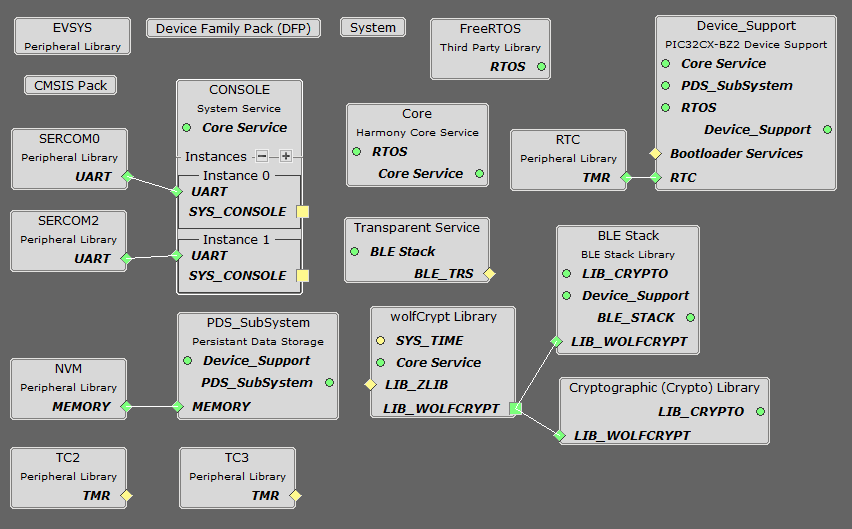 EVSYS
Peripheral Library
Device Family Pack (DFP)
System
FreeRTOS
Third Party Library
RTOS
Device_Support
PIC32CX-BZ2 Device Support
Core Service
PDS_SubSystem
RTOS
Device_Support
Bootloader Services
RTC
CMSIS Pack
CONSOLE
System Service
Core Service
Instances
Instance 0
UART
SYS_CONSOLE
Instance 1
UART
SYS_CONSOLE
Core
Harmony Core Service
RTOS
Core Service
RTC
Peripheral Library
TMR
SERCOM0
Peripheral Library
UART
SERCOM2
Peripheral Library
UART
Transparent Service
BLE Stack
BLE_TRS
BLE Stack
BLE Stack Library
LIB_CRYPTO
Device_Support
BLE_STACK
LIB_WOLFCRYPT
PDS_SubSystem
Persistant Data Storage
Device_Support
PDS_SubSystem
MEMORY
wolfCrypt Library
SYS_TIME
Core Service
LIB_ZLIB
LIB_WOLFCRYPT
NVM
Peripheral Library
MEMORY
Cryptographic (Crypto) Library
LIB_CRYPTO
LIB_WOLFCRYPT
TC2
Peripheral Library
TMR
TC3
Peripheral Library
TMR